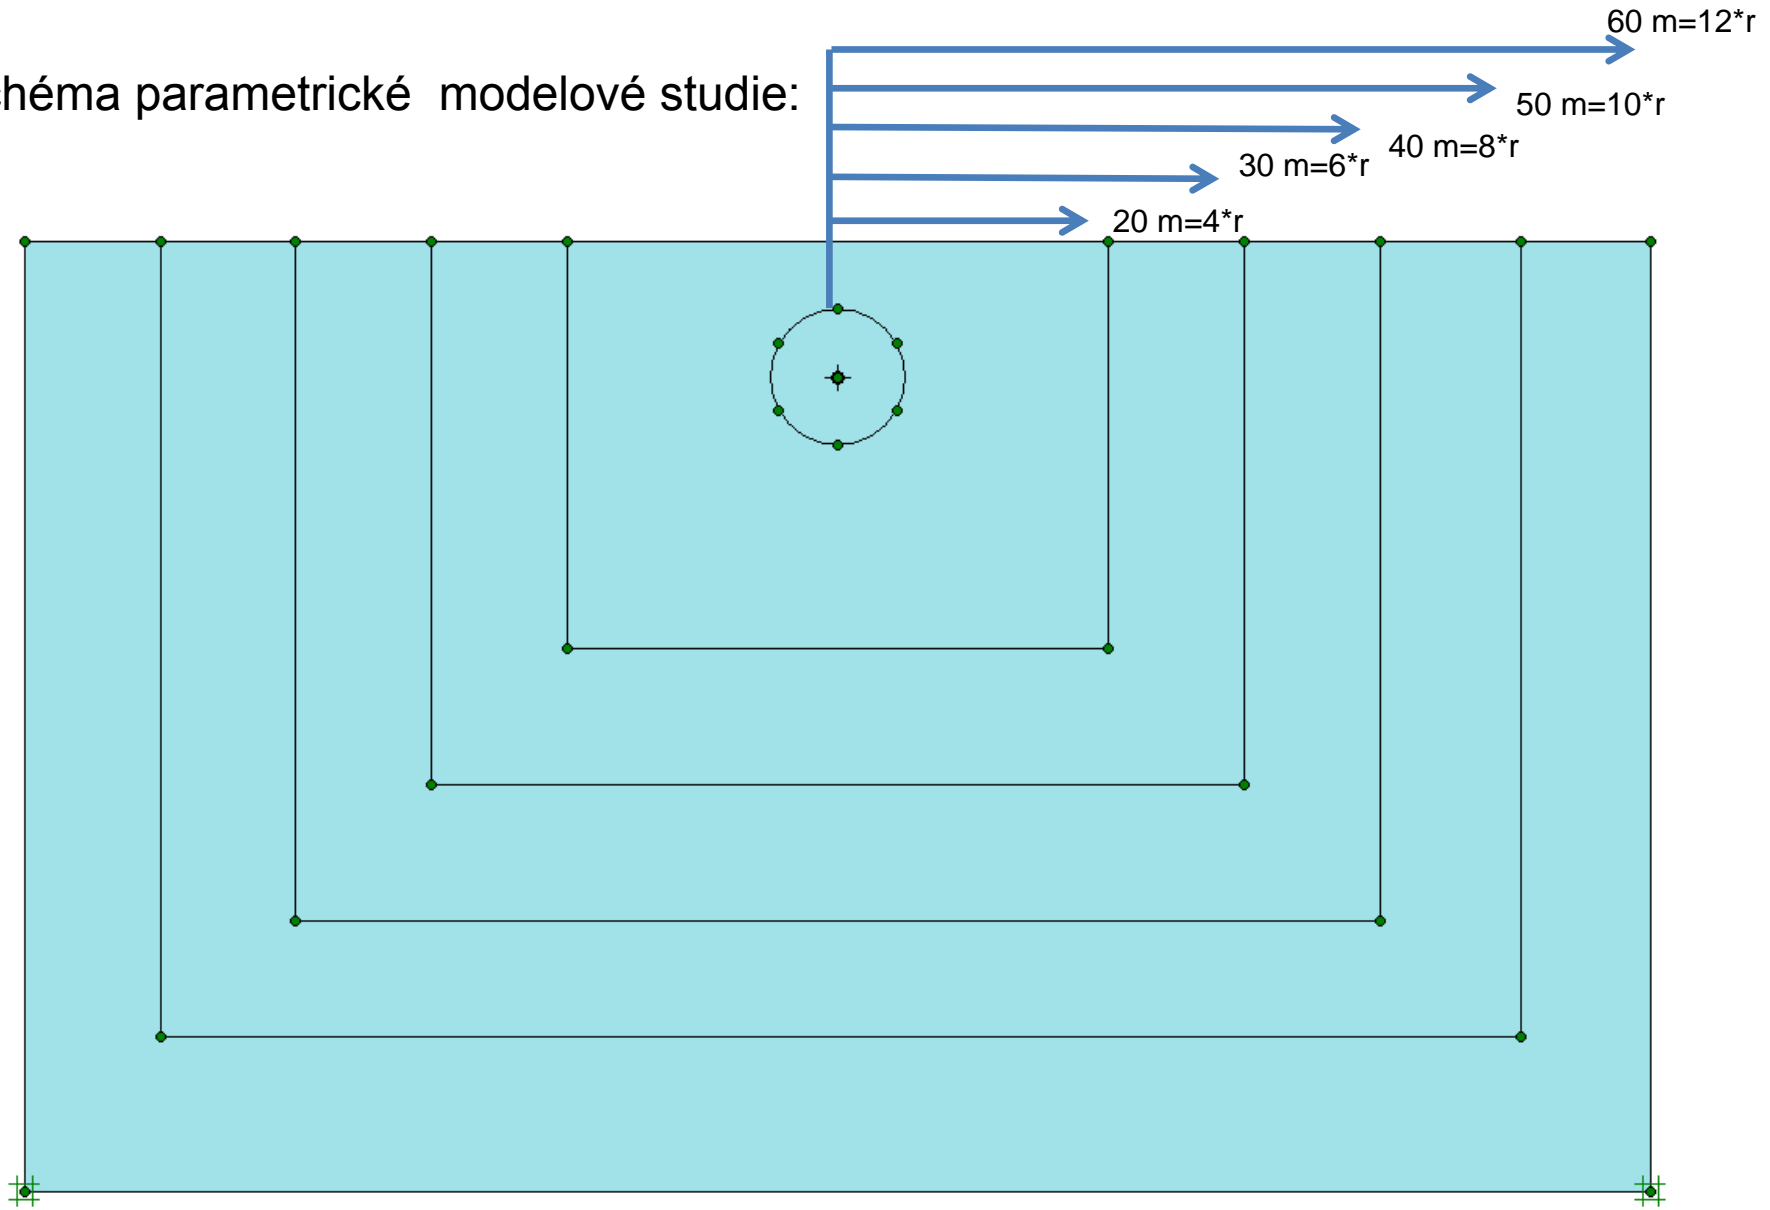 60 m=12*r
héma parametrické modelové studie:
50 m=10*r
40 m=8*r
30 m=6*r
20 m=4*r